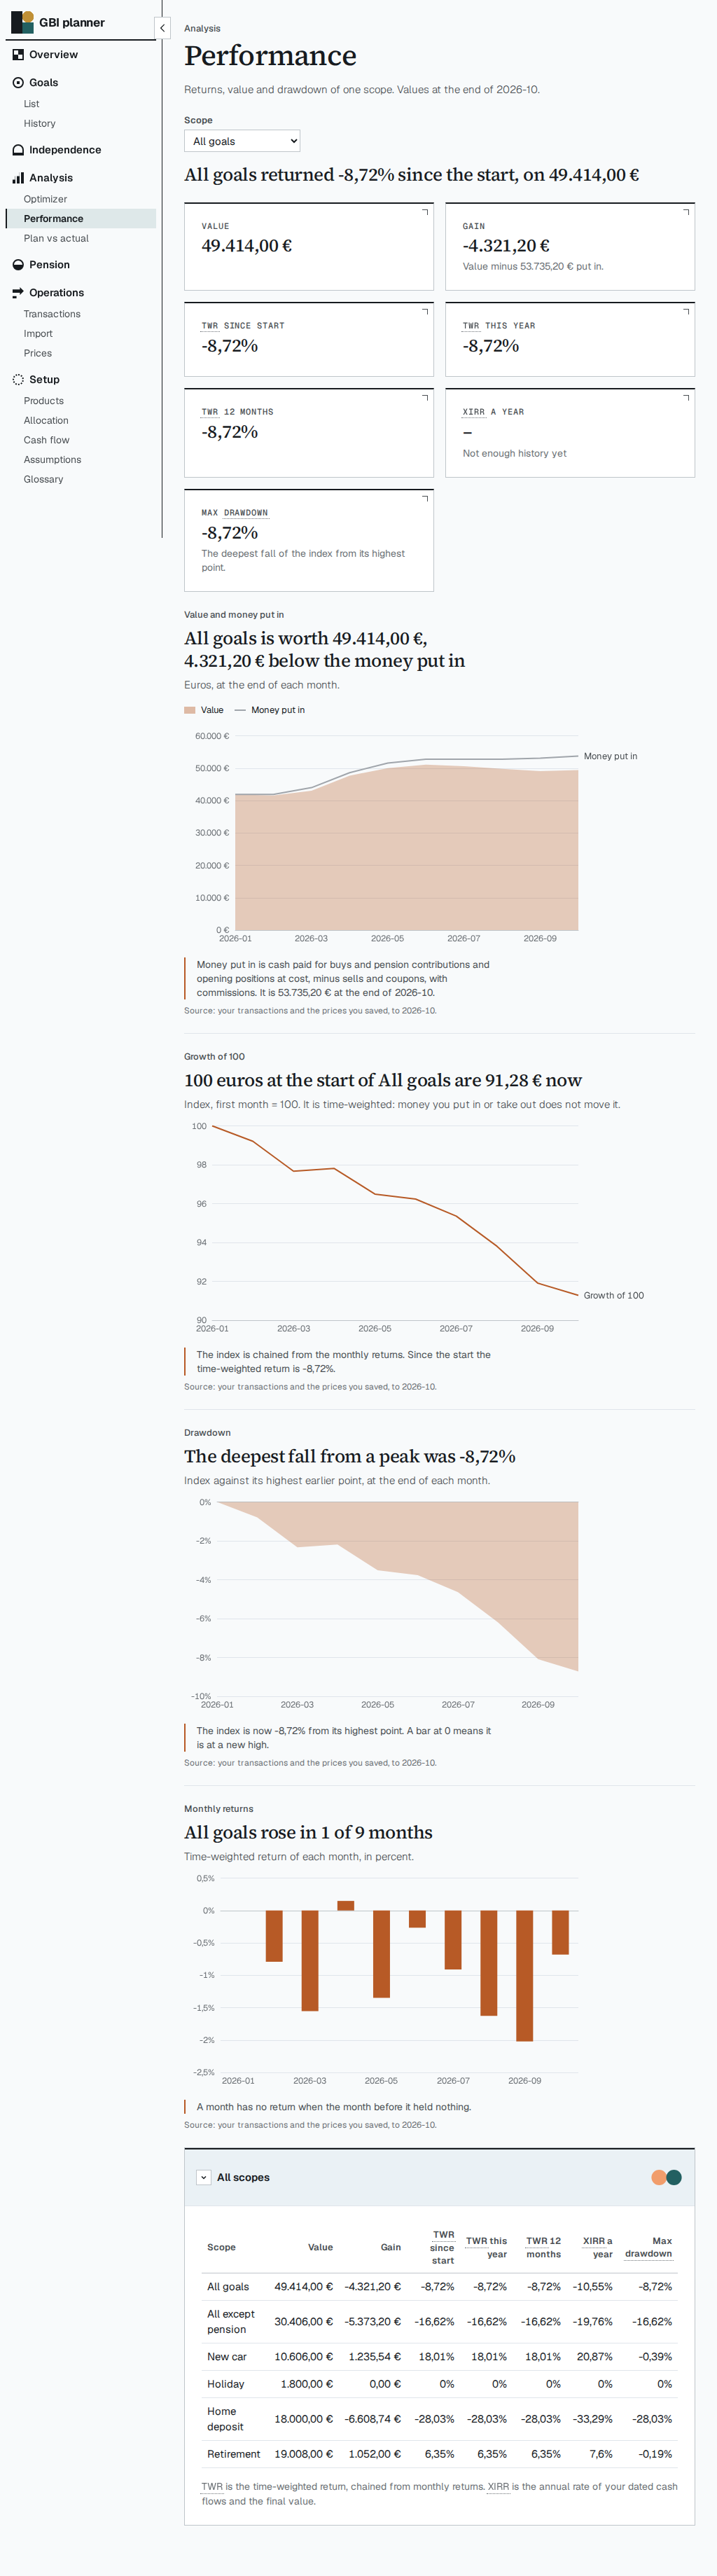 GBI planner
Overview
Goals
List
History
Independence
Analysis
Optimizer
Performance
Plan vs actual
Pension
Operations
Transactions
Import
Prices
Setup
Products
Allocation
Cash flow
Assumptions
Glossary
Analysis
Performance
Returns, value and drawdown of one scope. Values at the end of 2026-10.
Scope
All goals
All goals returned -8,72% since the start, on 49.414,00 €
VALUE
49.414,00 €
GAIN
-4.321,20 €
Value minus 53.735,20 € put in.
TWR SINCE START
-8,72%
TWR THIS YEAR
-8,72%
TWR 12 MONTHS
-8,72%
XIRR A YEAR
–
Not enough history yet
MAX DRAWDOWN
-8,72%
The deepest fall of the index from its highest
point.
Value and money put in
All goals is worth 49.414,00 €,
4.321,20 € below the money put in
Euros, at the end of each month.
Value Money put in
60.000 €
50.000 €
40.000 €
30.000 €
20.000 €
10.000 €
0 €
Money put in
2026-01 2026-03 2026-05 2026-07 2026-09
Money put in is cash paid for buys and pension contributions and
opening positions at cost, minus sells and coupons, with
commissions. It is 53.735,20 € at the end of 2026-10.
Source: your transactions and the prices you saved, to 2026-10.
Growth of 100
100 euros at the start of All goals are 91,28 € now
Index, first month = 100. It is time-weighted: money you put in or take out does not move it.
100
98
96
94
92
90
Growth of 100
2026-01 2026-03 2026-05 2026-07 2026-09
The index is chained from the monthly returns. Since the start the
time-weighted return is -8,72%.
Source: your transactions and the prices you saved, to 2026-10.
Drawdown
The deepest fall from a peak was -8,72%
Index against its highest earlier point, at the end of each month.
0%
-2%
-4%
-6%
-8%
-10%
2026-01 2026-03 2026-05 2026-07 2026-09
The index is now -8,72% from its highest point. A bar at 0 means it
is at a new high.
Source: your transactions and the prices you saved, to 2026-10.
Monthly returns
All goals rose in 1 of 9 months
Time-weighted return of each month, in percent.
0,5%
0%
-0,5%
-1%
-1,5%
-2%
-2,5%
2026-01 2026-03 2026-05 2026-07 2026-09
A month has no return when the month before it held nothing.
Source: your transactions and the prices you saved, to 2026-10.
All scopes
Scope Value Gain TWR since start TWR this year TWR 12 months XIRR a year Max drawdown
All goals 49.414,00 € -4.321,20 € -8,72% -8,72% -8,72% -10,55% -8,72%
All except pension 30.406,00 € -5.373,20 € -16,62% -16,62% -16,62% -19,76% -16,62%
New car 10.606,00 € 1.235,54 € 18,01% 18,01% 18,01% 20,87% -0,39%
Holiday 1.800,00 € 0,00 € 0% 0% 0% 0% 0%
Home deposit 18.000,00 € -6.608,74 € -28,03% -28,03% -28,03% -33,29% -28,03%
Retirement 19.008,00 € 1.052,00 € 6,35% 6,35% 6,35% 7,6% -0,19%
TWR is the time-weighted return, chained from monthly returns. XIRR is the annual rate of your dated cash
flows and the final value.